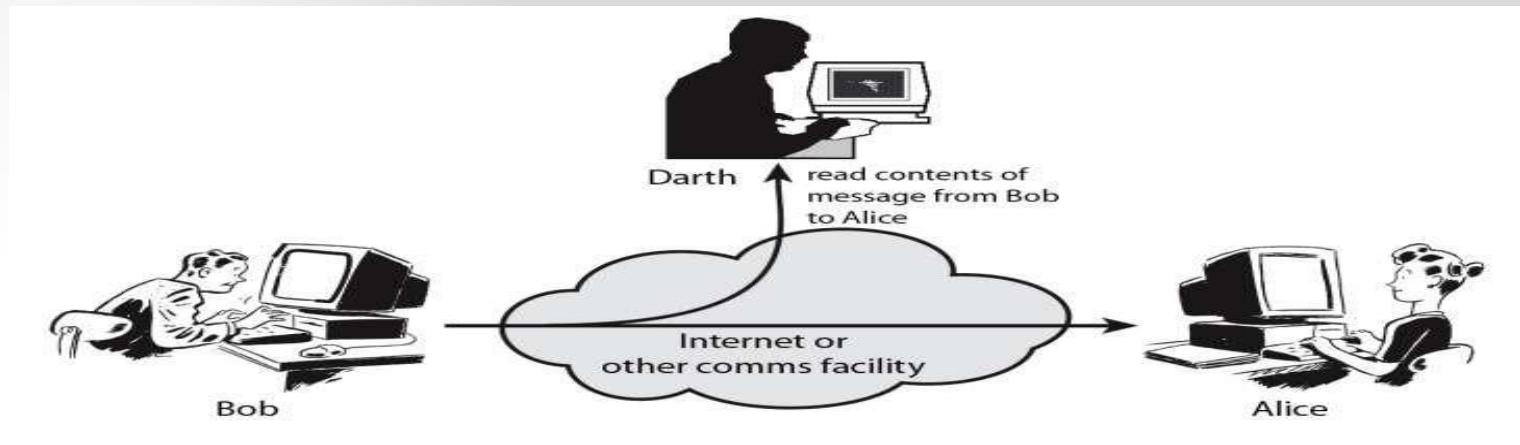 Darth
read contents of
message from Bob
to Alice
Internet or
other comms facility
Bob
Alice